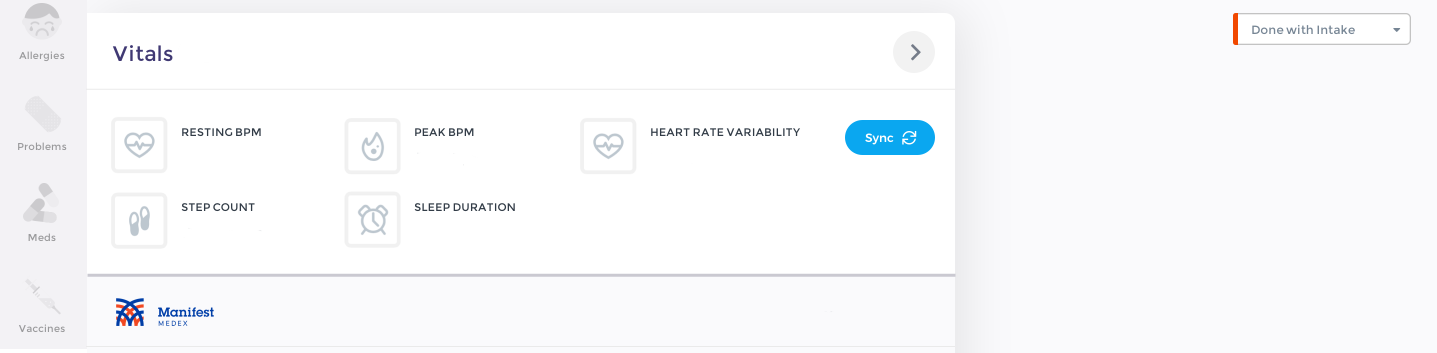 Allergies
Problems
Meds
Vaccines
Vitals
RESTING BPM
PEAK BPM
HEART RATE VARIABILITY
Sync
STEP COUNT
SLEEP DURATION
Manifest
MEDEX
Done with Intake